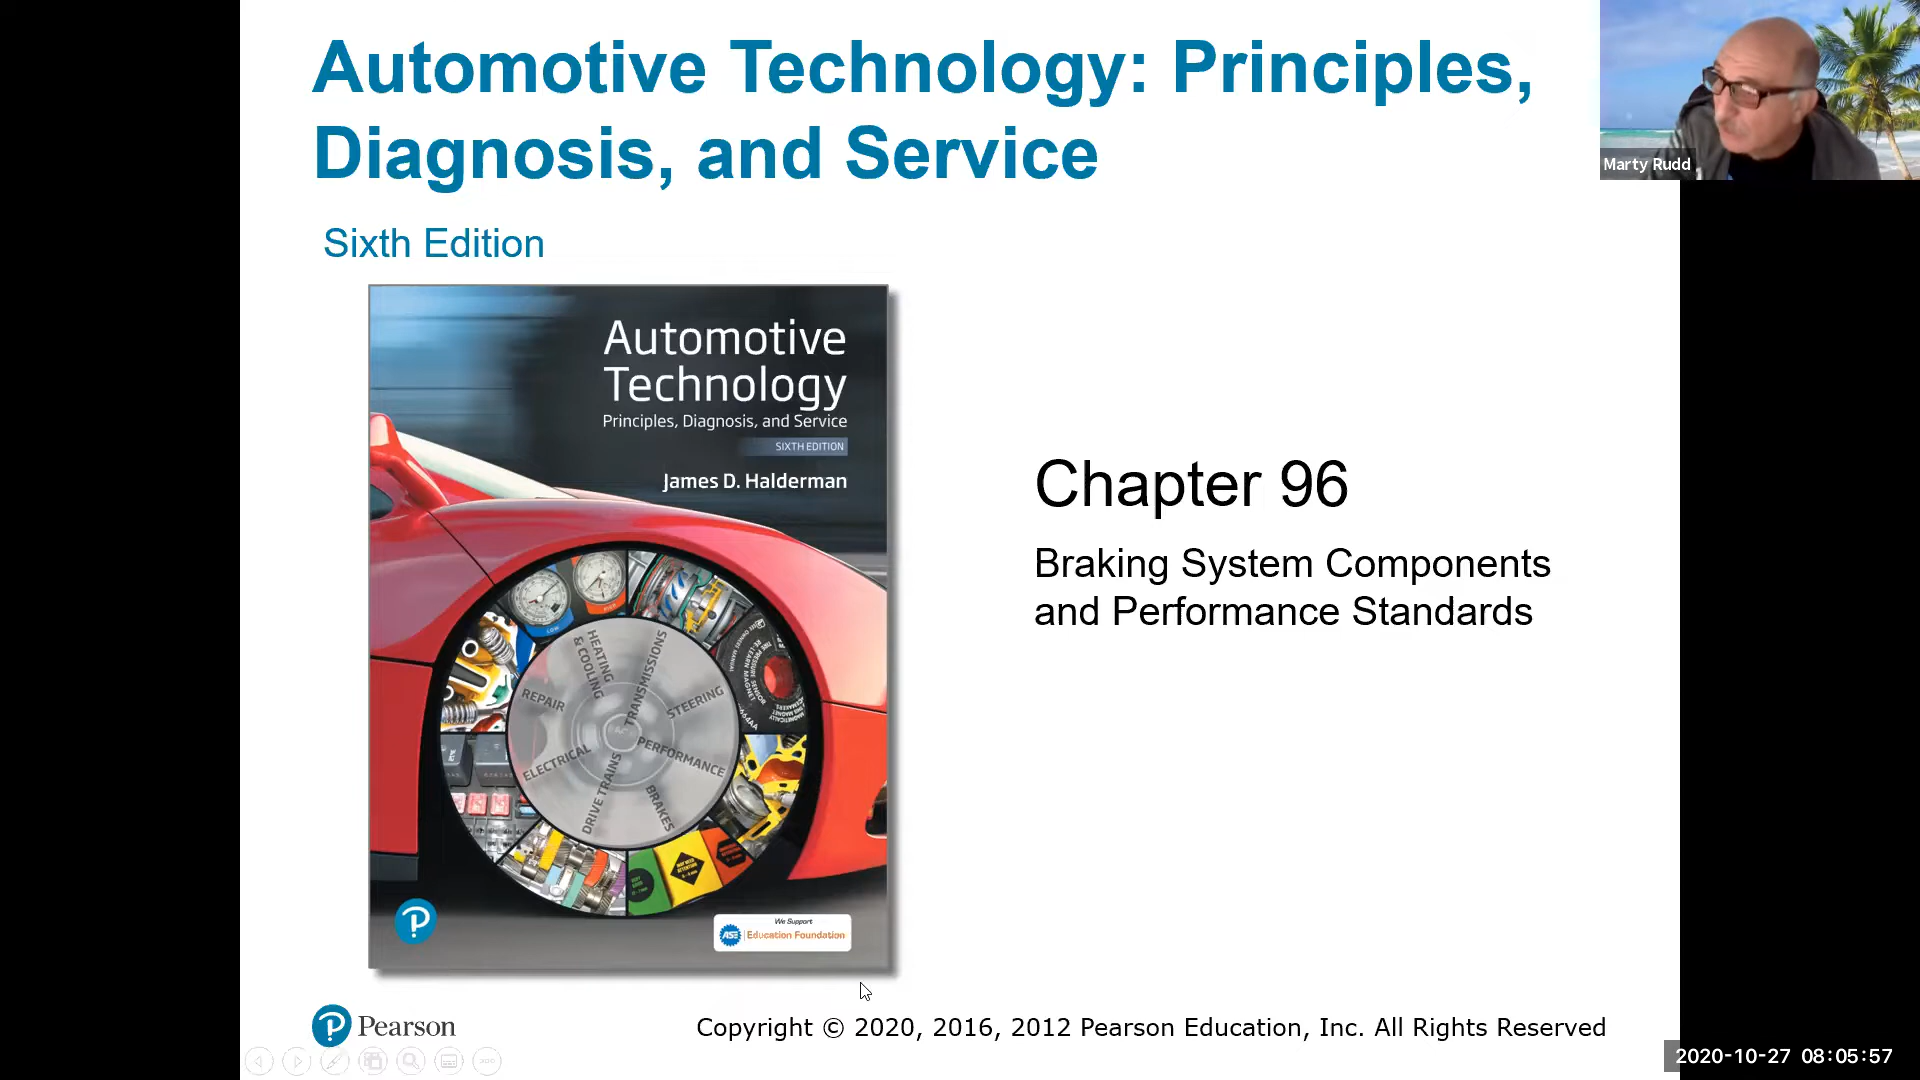 Automotive Technology: Principles,
Diagnosis, and Service
Marty Rudd
Sixth Edition
Automotive
Technology
Principles, Diagnosis, and Service
SIXTH EDITION
James D. Halderman
Chapter 96
Braking System Components
and Performance Standards
HEATING
& COOLING
TRANSMISSIONS
REPAIR
STEERING
ELECTRICAL
PERFORMANCE
DRIVE TRAINS
BRAKES
LOW
We Support
ASE Education Foundation
Pearson
Copyright © 2020, 2016, 2012 Pearson Education, Inc. All Rights Reserved
2020-10-27 08:05:57